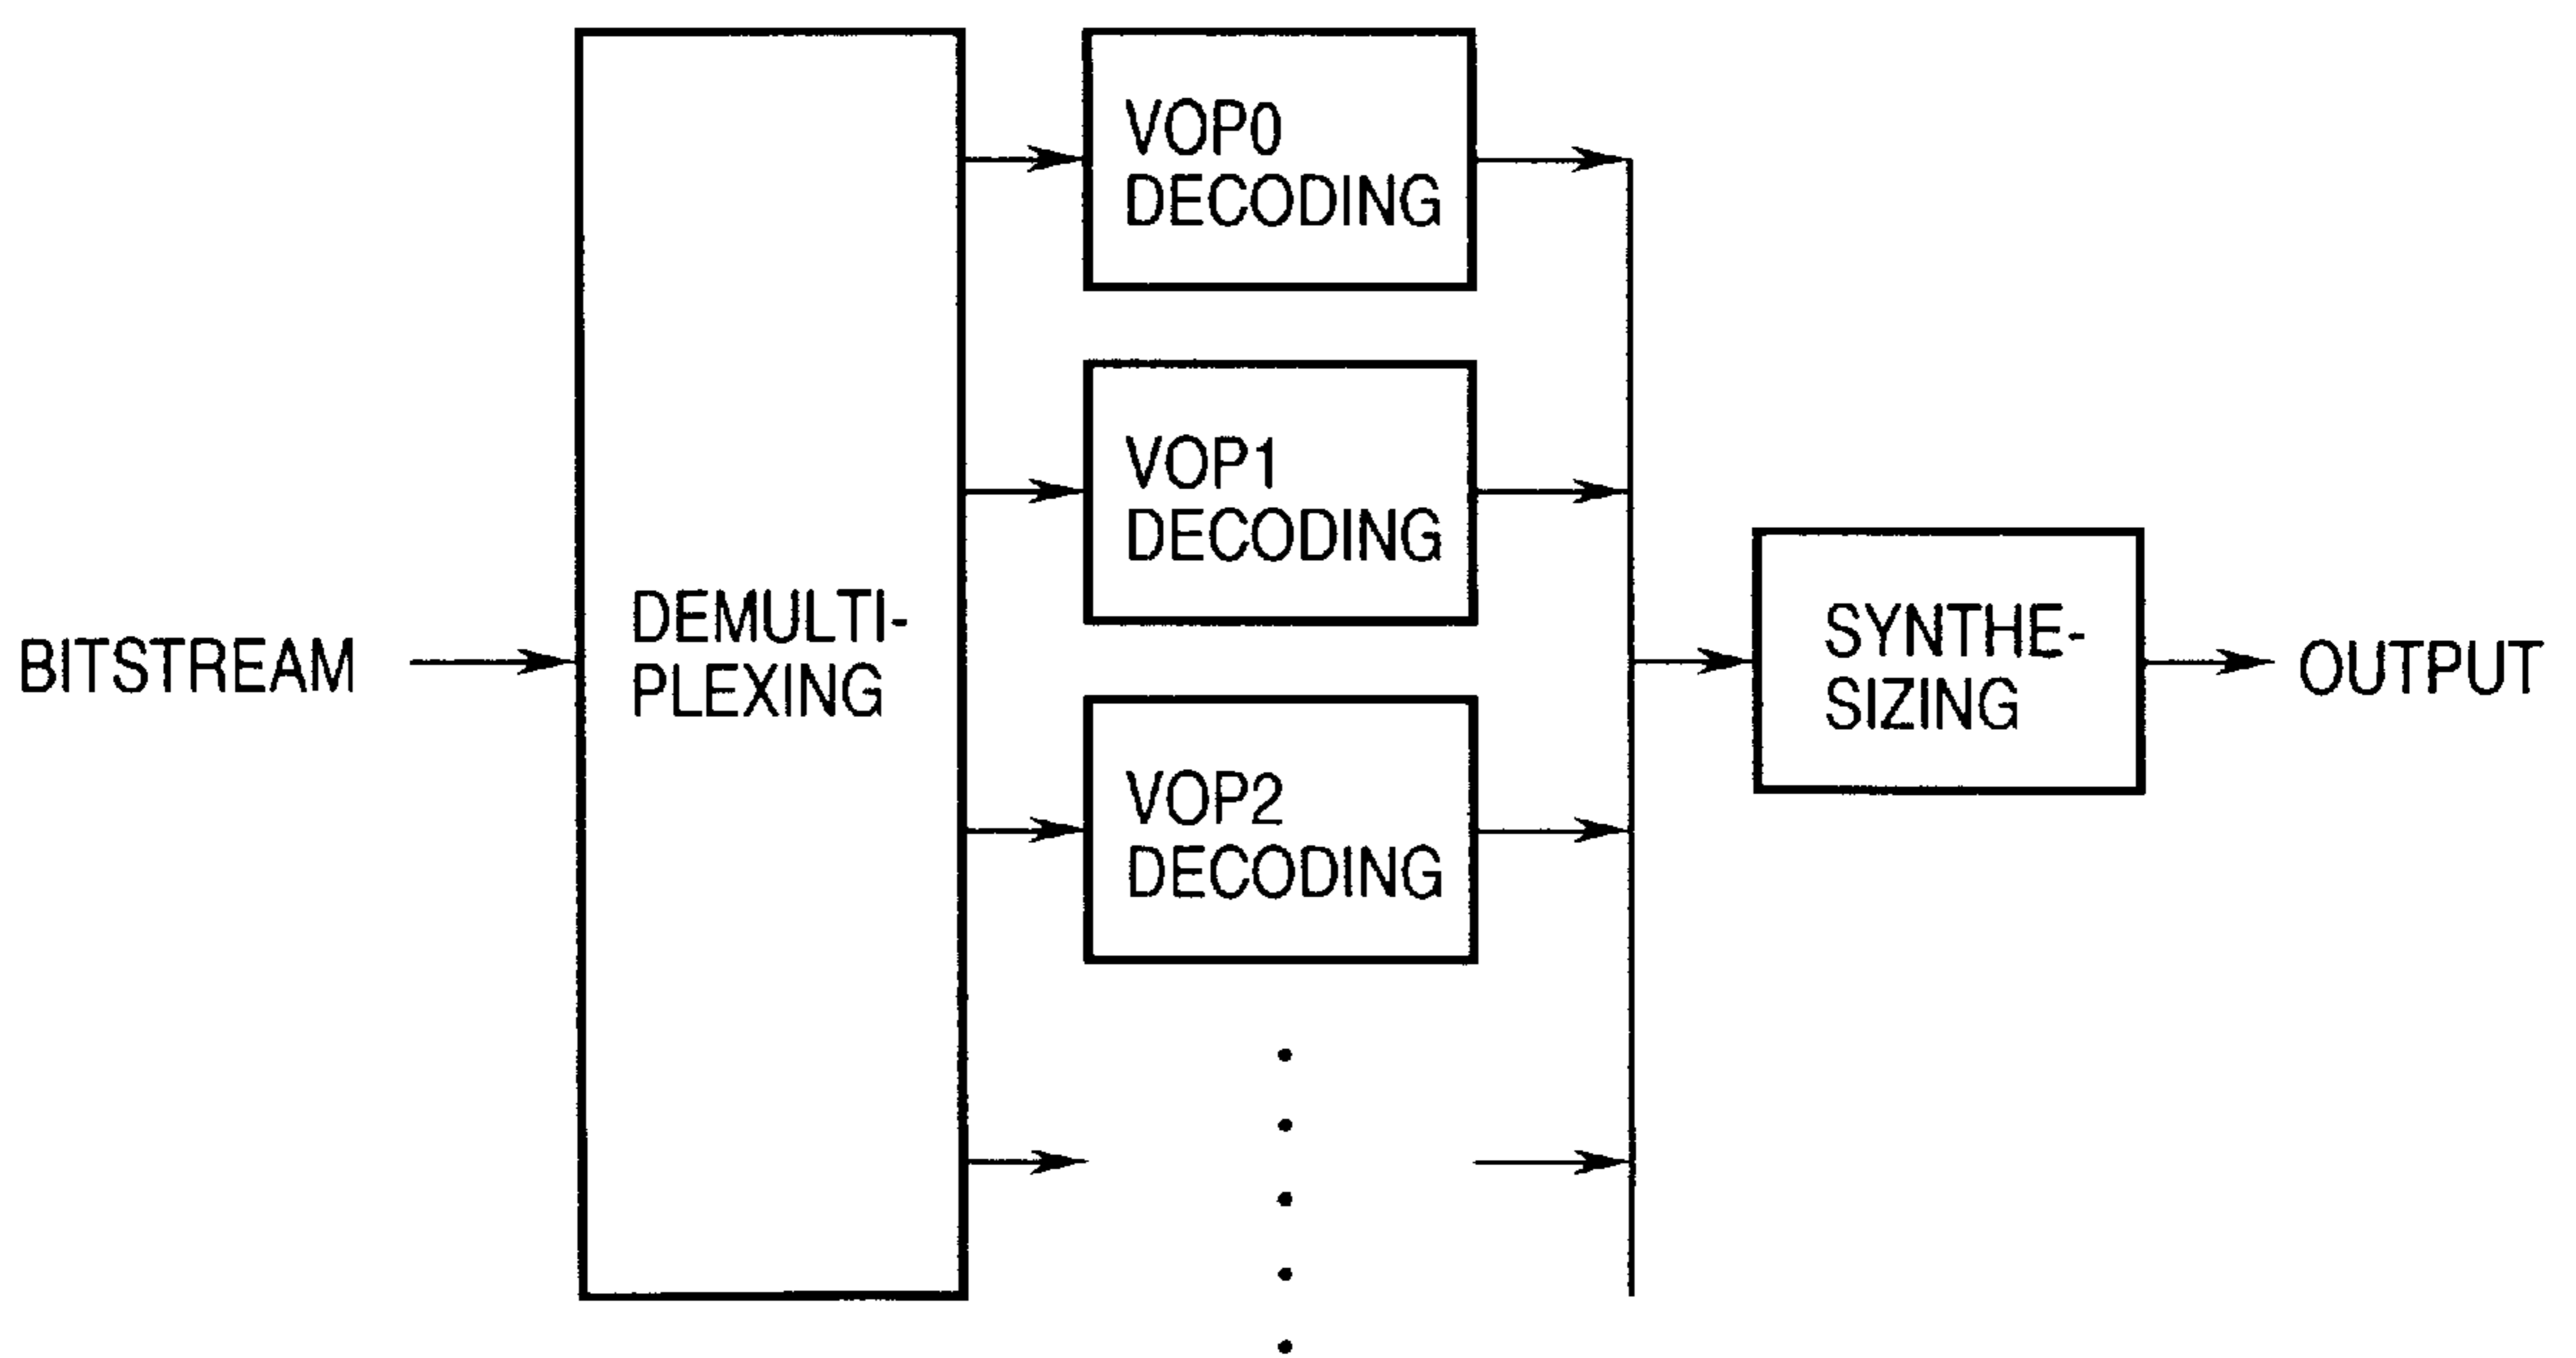 BITSTREAM
DEMULTI-
PLEXING
VOP0
DECODING
VOP1
DECODING
VOP2
DECODING
SYNTHE-
SIZING
OUTPUT